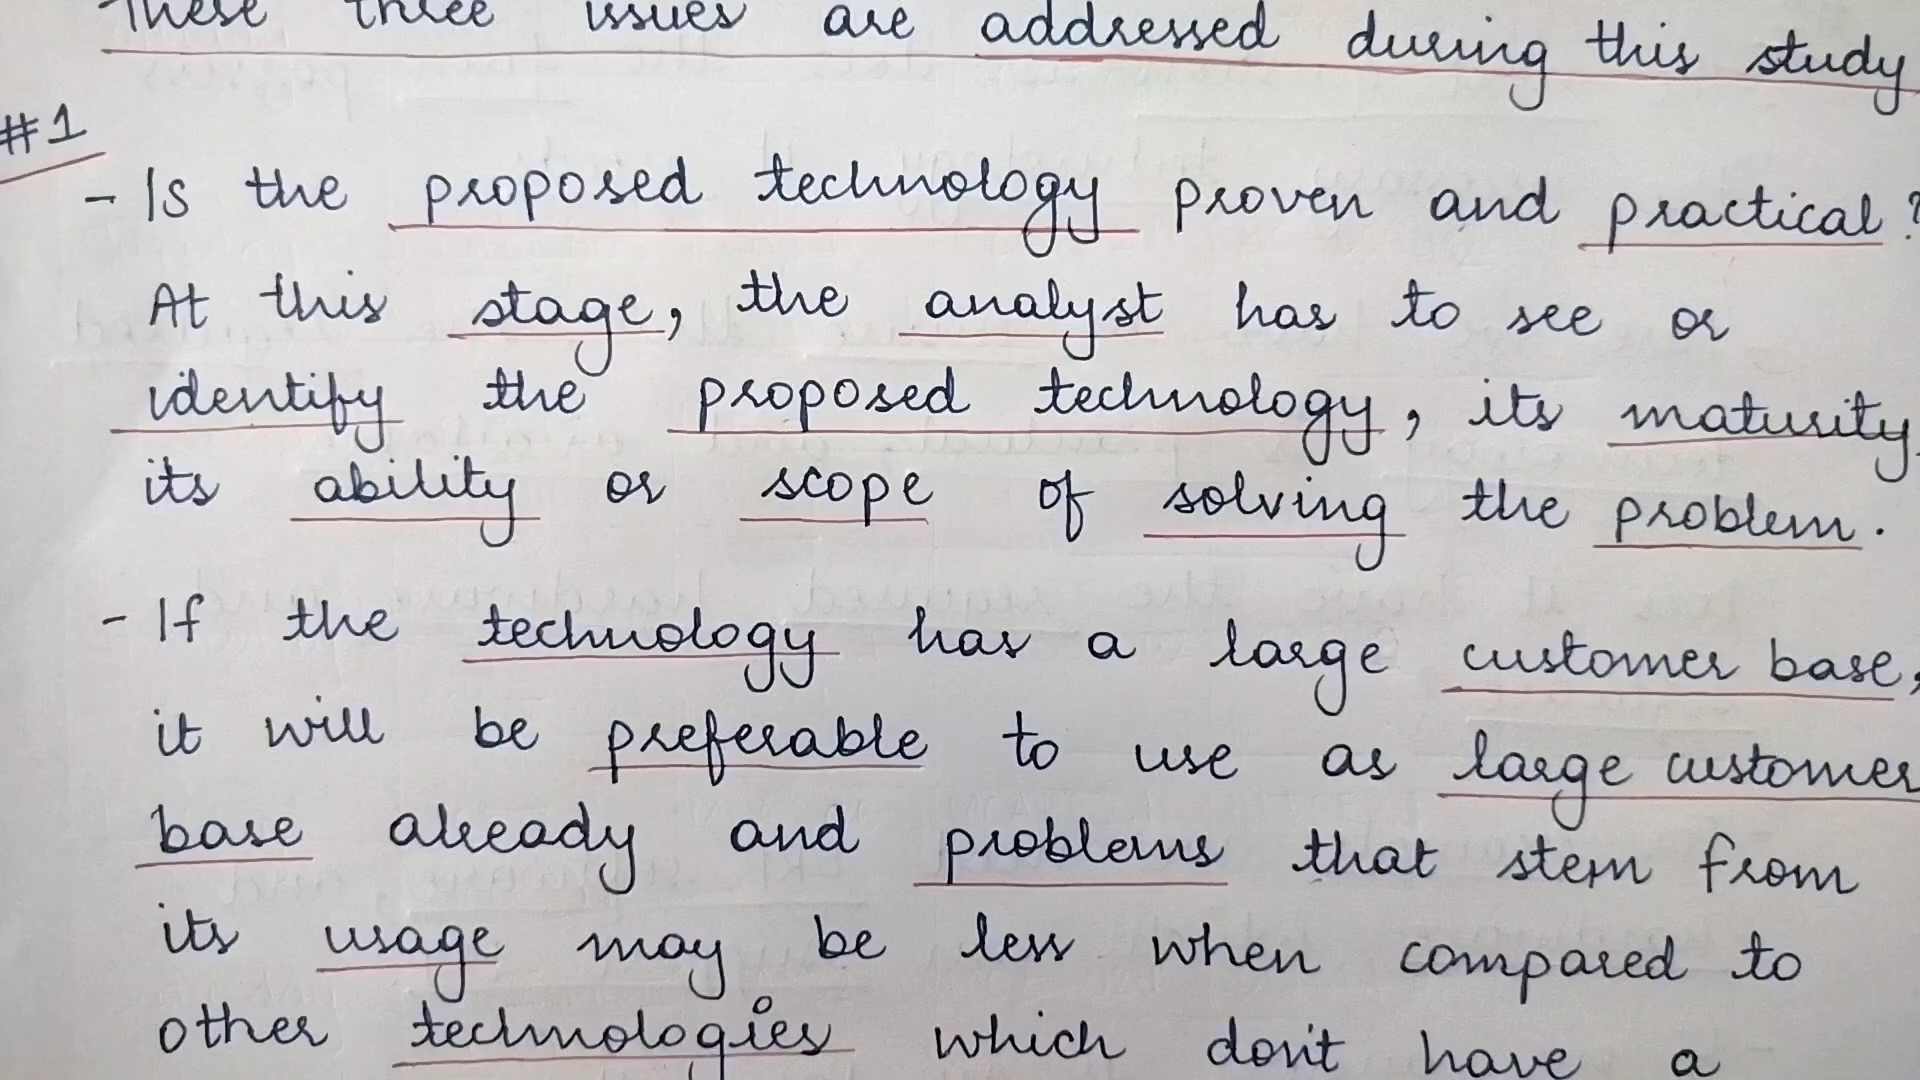 These three issues are addressed during this study
#1
- Is the proposed technology proven and practical?
At this stage, the analyst has to see or
identify the proposed technology, its maturity,
its ability or scope of solving the problem.
- If the technology has a large customer base,
it will be preferable to use as large customer
base already and problems that stem from
its usage may be less when compared to
other technologies which don't have a